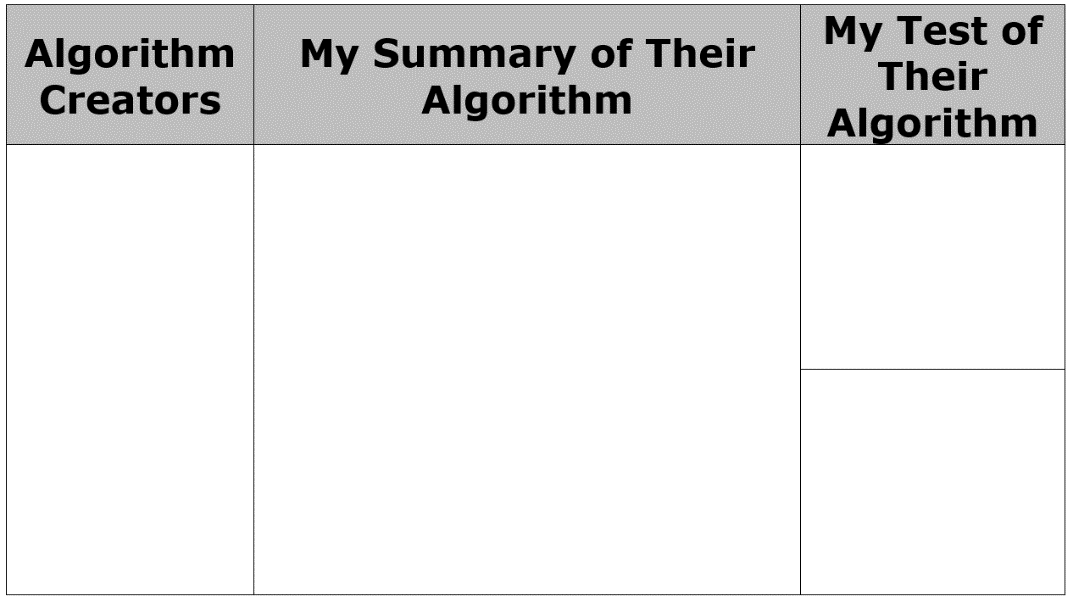 Algorithm
Creators
My Summary of Their
Algorithm
My Test of
Their
Algorithm